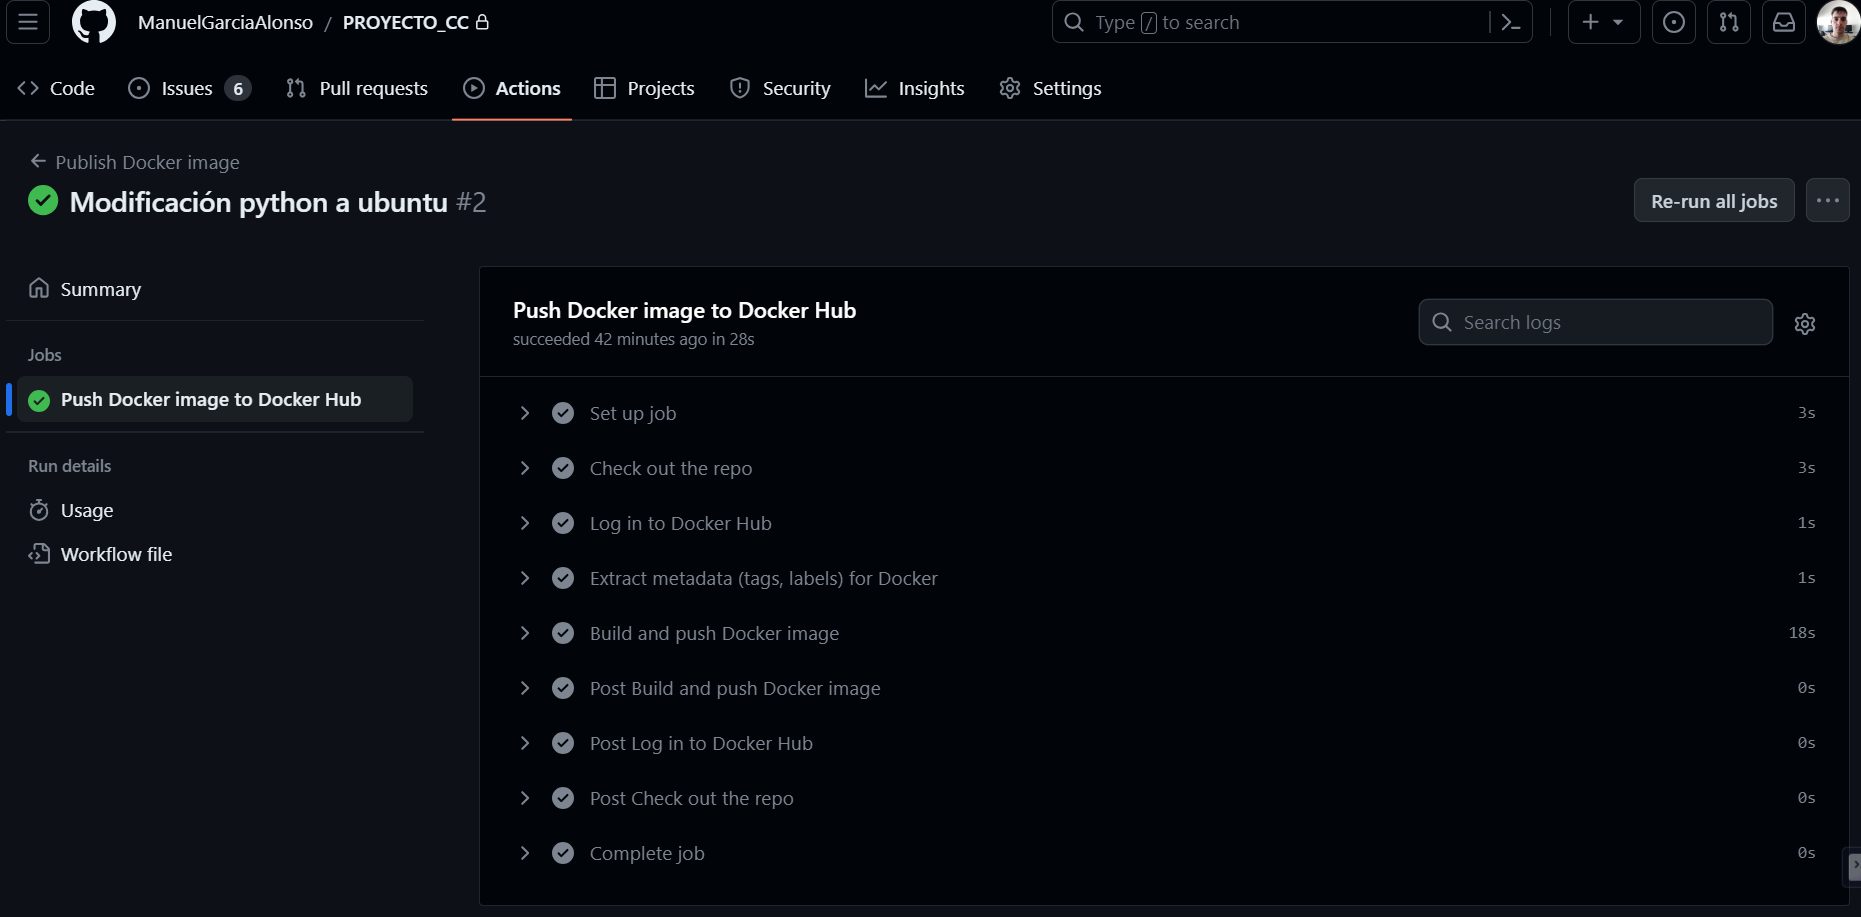 ManuelGarciaAlonso / PROYECTO_CC
Type / to search
Code
Issues 6
Pull requests
Actions
Projects
Security
Insights
Settings
Publish Docker image
Modificación python a ubuntu #2
Re-run all jobs
Summary
Jobs
Push Docker image to Docker Hub
Run details
Usage
Workflow file
Push Docker image to Docker Hub
succeeded 42 minutes ago in 28s
Search logs
Set up job 3s
Check out the repo 3s
Log in to Docker Hub 1s
Extract metadata (tags, labels) for Docker 1s
Build and push Docker image 18s
Post Build and push Docker image 0s
Post Log in to Docker Hub 0s
Post Check out the repo 0s
Complete job 0s